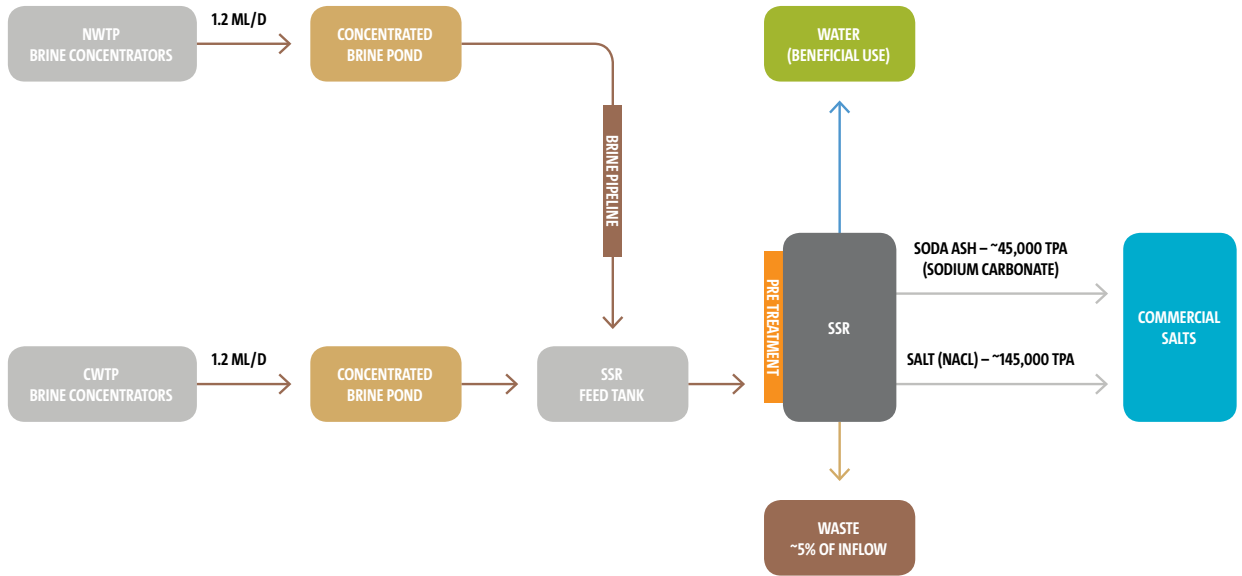 NWTP
BRINE CONCENTRATORS
1.2 ML/D
CONCENTRATED
BRINE POND
BRINE PIPELINE
WATER
(BENEFICIAL USE)
CWTP
BRINE CONCENTRATORS
1.2 ML/D
CONCENTRATED
BRINE POND
SSR
FEED TANK
PRE TREATMENT
SSR
SODA ASH – ~45,000 TPA
(SODIUM CARBONATE)
SALT (NACL) – ~145,000 TPA
COMMERCIAL
SALTS
WASTE
~5% OF INFLOW